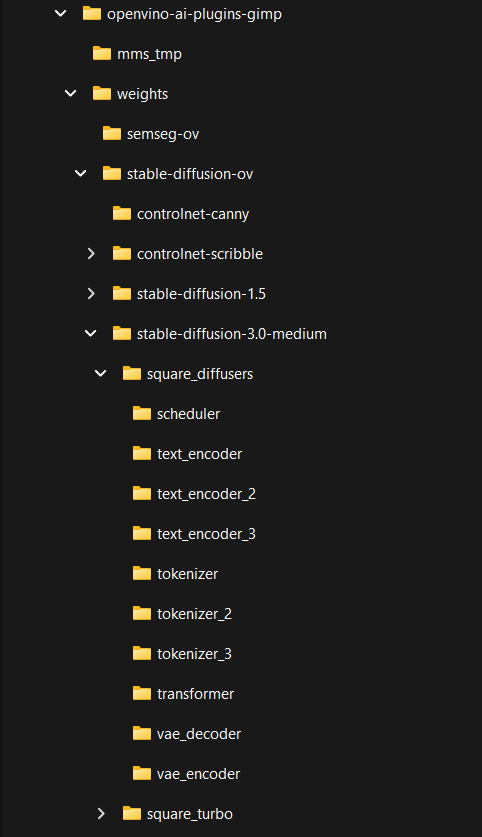 openvino-ai-plugins-gimp
mms_tmp
weights
semseg-ov
stable-diffusion-ov
controlnet-canny
controlnet-scribble
stable-diffusion-1.5
stable-diffusion-3.0-medium
square_diffusers
scheduler
text_encoder
text_encoder_2
text_encoder_3
tokenizer
tokenizer_2
tokenizer_3
transformer
vae_decoder
vae_encoder
square_turbo